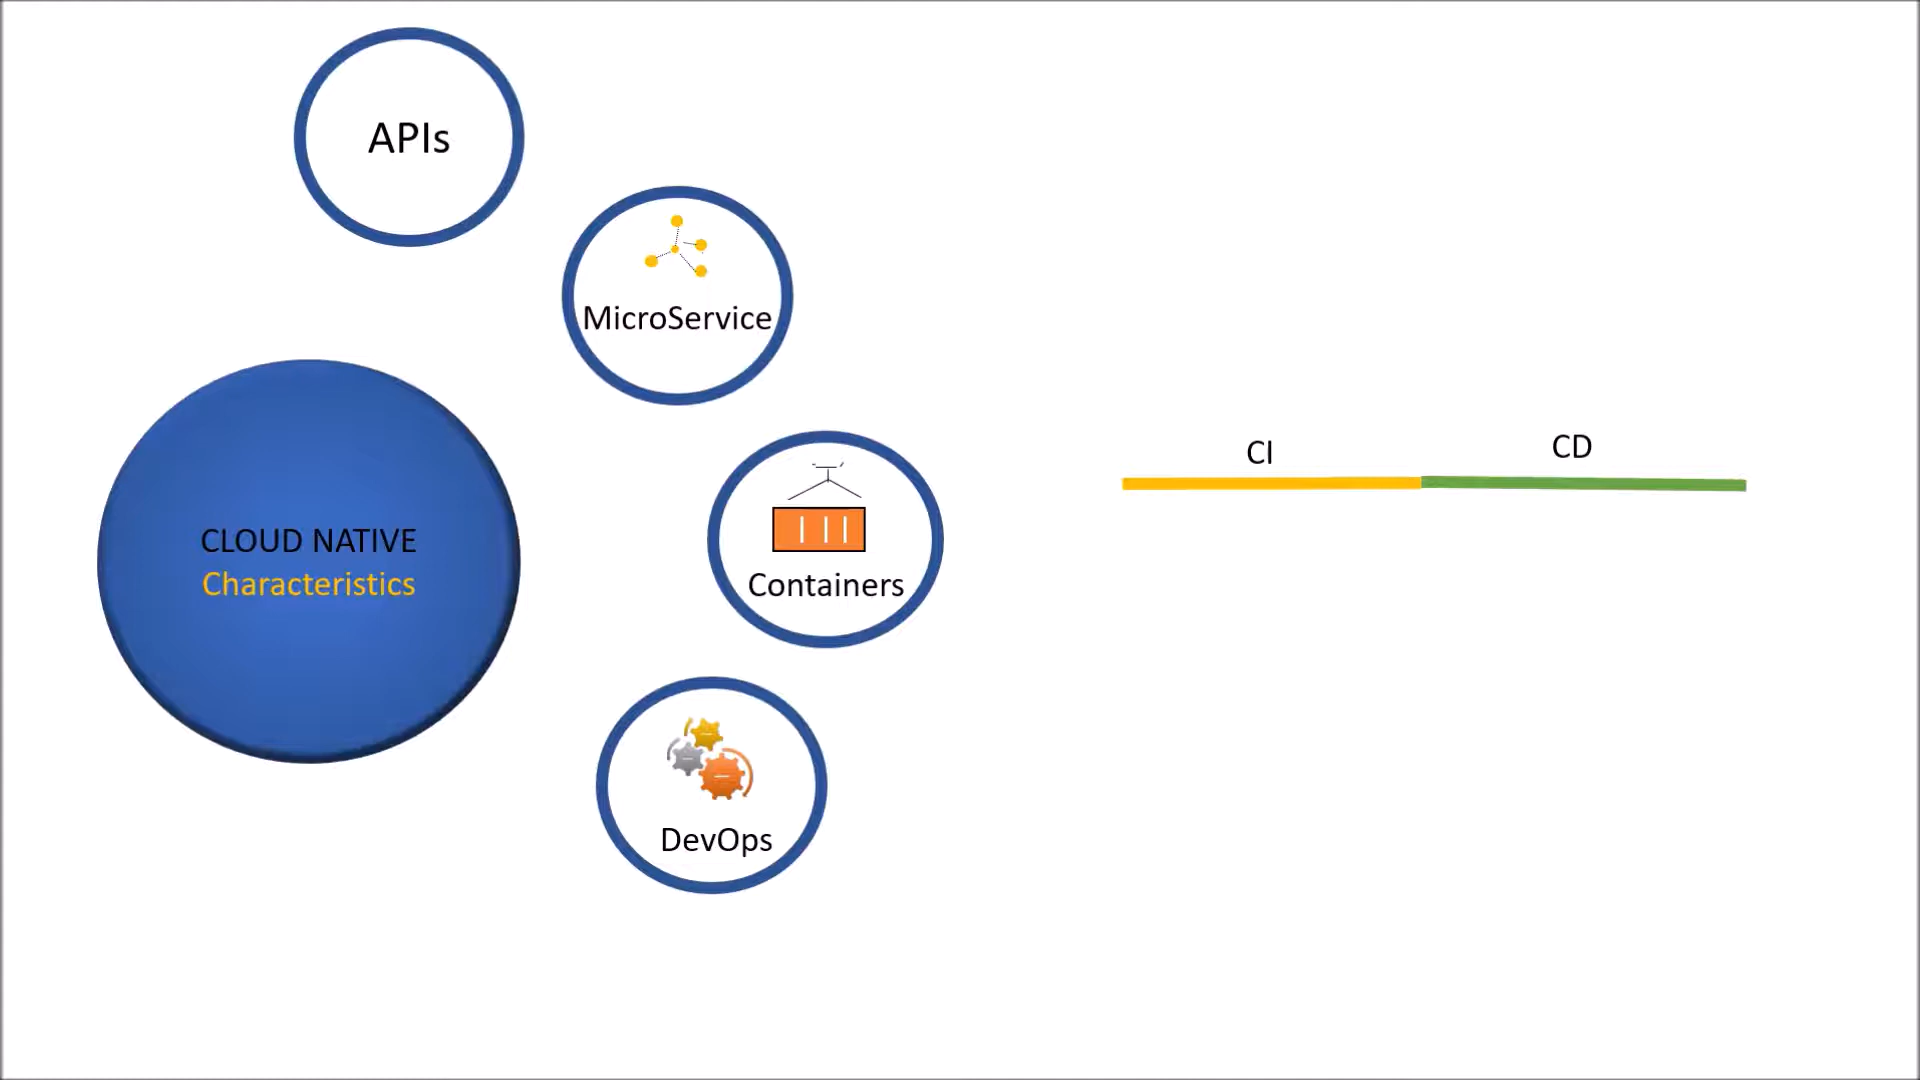 APIs
MicroService
CI
CD
CLOUD NATIVE
Characteristics
Containers
DevOps